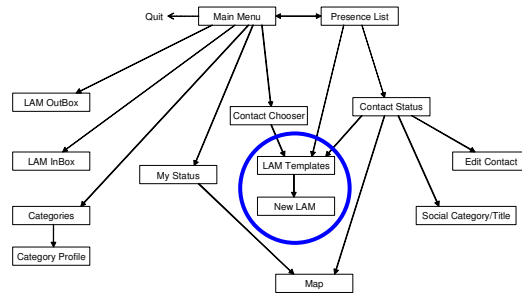 Quit
Main Menu
Presence List
LAM OutBox
Contact Chooser
Contact Status
LAM InBox
My Status
LAM Templates
Edit Contact
New LAM
Categories
Social Category/Title
Category Profile
Map